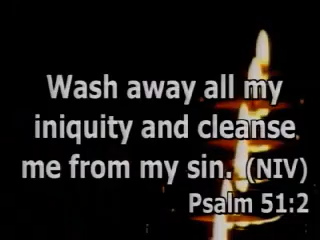 Wash away all my
iniquity and cleanse
me from my sin. (NIV)
Psalm 51:2